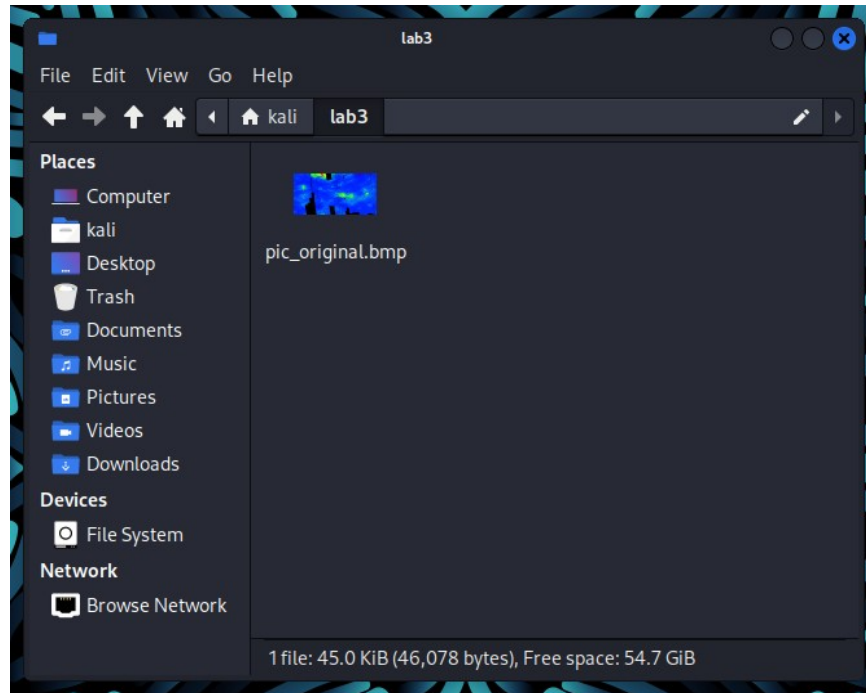 lab3
File Edit View Go Help
kali lab3
Places
Computer
kali
Desktop
Trash
Documents
Music
Pictures
Videos
Downloads
Devices
File System
Network
Browse Network
pic_original.bmp
1 file: 45.0 KiB (46,078 bytes), Free space: 54.7 GiB